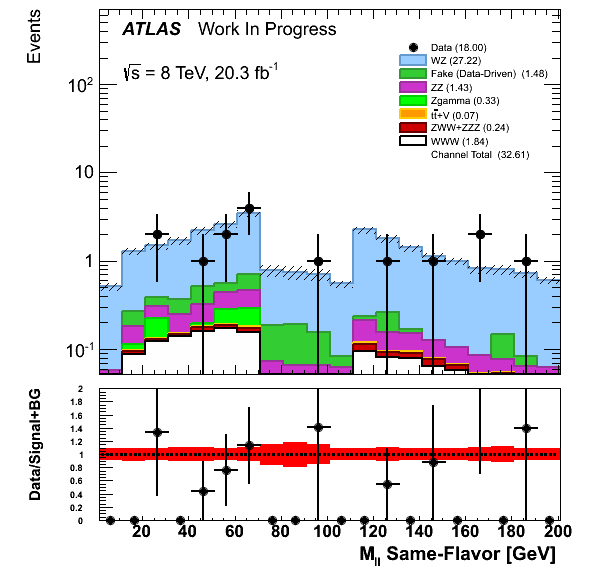 Events
ATLAS Work In Progress
√s = 8 TeV, 20.3 fb⁻¹
Data (18.00)
WZ (27.22)
Fake (Data-Driven) (1.48)
ZZ (1.43)
Zgamma (0.33)
tt̄+V (0.07)
ZWW+ZZZ (0.24)
WWW (1.84)
Channel Total (32.61)
10²
10
1
10⁻¹
Data/Signal+BG
2
1.8
1.6
1.4
1.2
1
0.8
0.6
0.4
0.2
0
20 40 60 80 100 120 140 160 180 200
M_ll Same-Flavor [GeV]